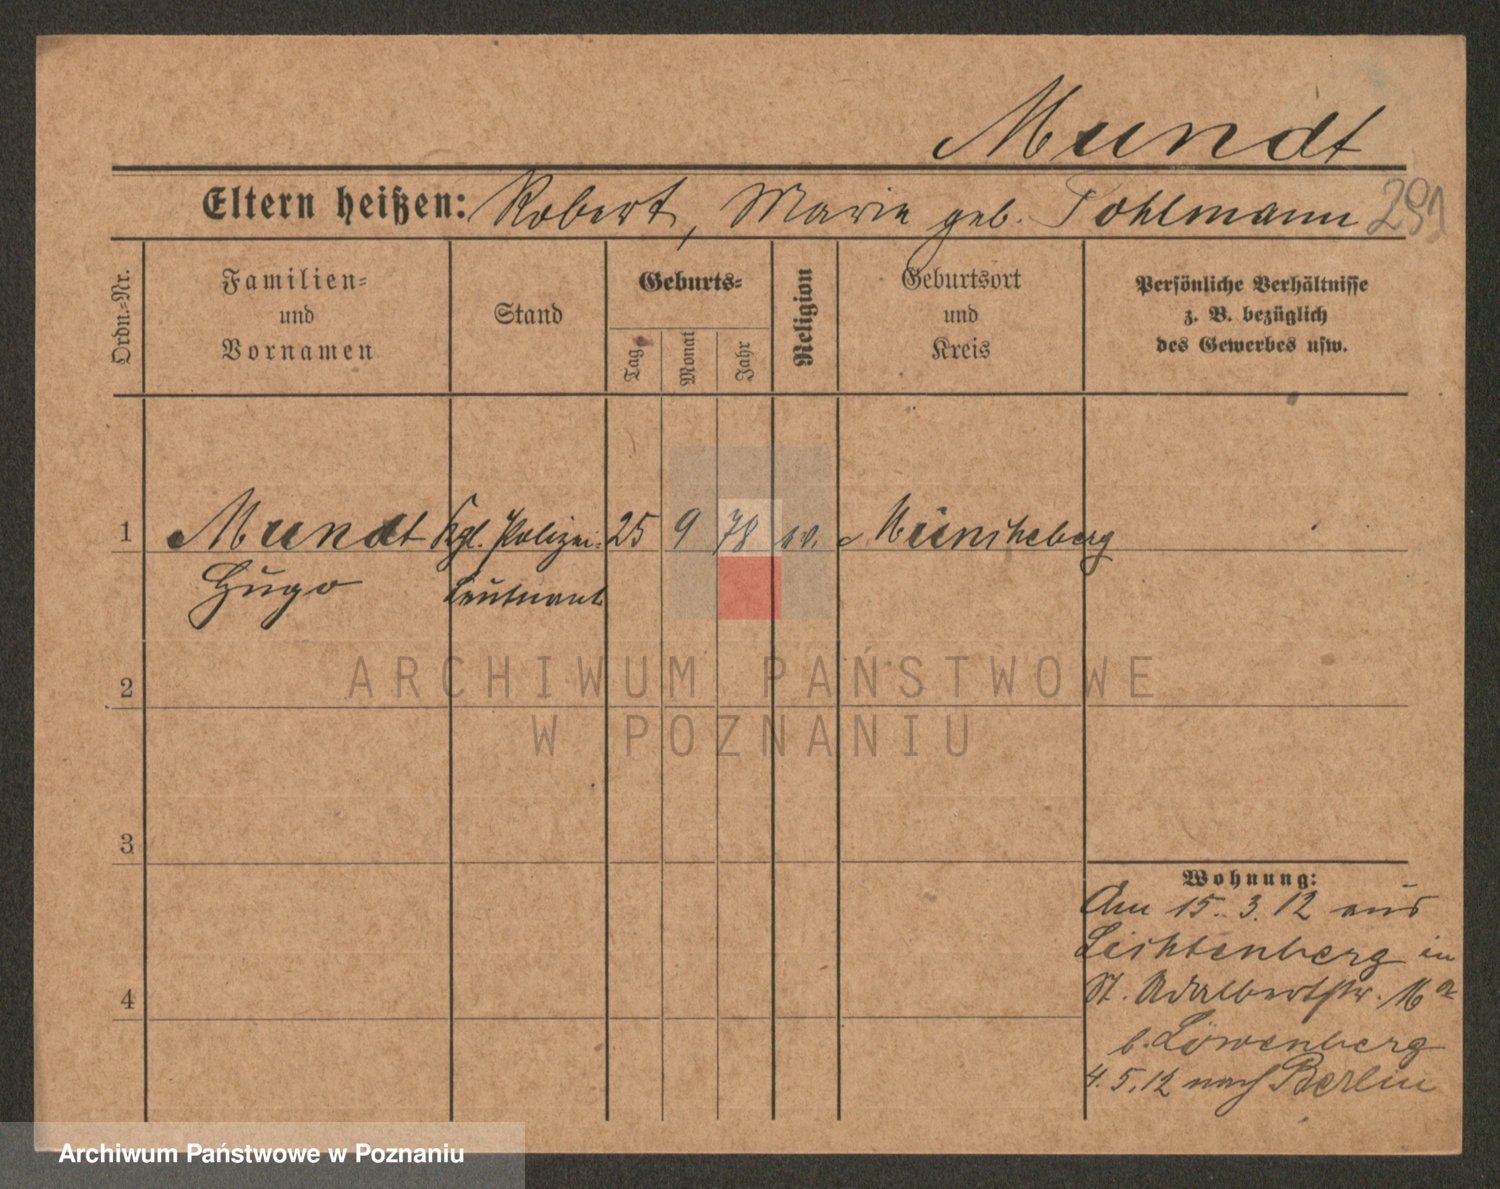 Mundt
Eltern heißen: Robert, Marie geb. Pohlmann 291
Ordn.-Nr.
Familien-
und
Vornamen
Stand
Geburts-
Tag
Monat
Jahr
Religion
Geburtsort
und
Kreis
Persönliche Verhältnisse
z. B. bezüglich
des Gewerbes usw.
1 Mundt Kgl. Polizei- 25 9 78 ev. Müncheberg
Hugo Leutnant
ARCHIWUM PAŃSTWOWE
W POZNANIU
2
3
4
Wohnung:
Am 15.3.12 aus
Lichtenberg in
St. Adalbertstr. 16a
b. Löwenberg
4.5.12 nach Berlin
Archiwum Państwowe w Poznaniu